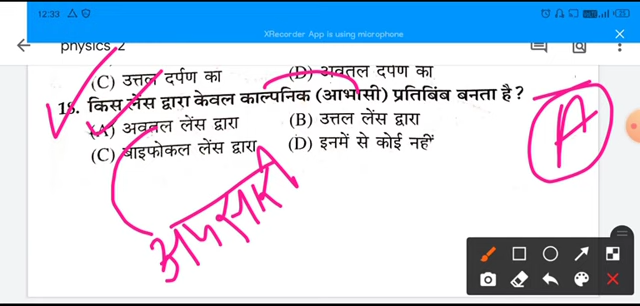 12:33
XRecorder App is using microphone
physics 2
(C) उत्तल दर्पण का (D) अवतल दर्पण का
18. किस लेंस द्वारा केवल काल्पनिक (आभासी) प्रतिबिंब बनता है?
(A) अवतल लेंस द्वारा (B) उत्तल लेंस द्वारा
(C) बाइफोकल लेंस द्वारा (D) इनमें से कोई नहीं
A
अपसारी